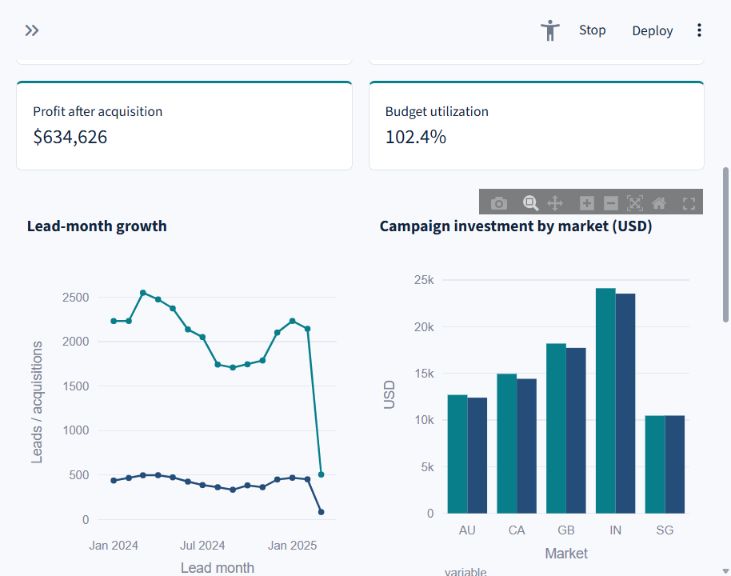 Stop Deploy
Profit after acquisition
$634,626
Budget utilization
102.4%
Lead-month growth
2500
2000
1500
1000
500
0
Leads / acquisitions
Jan 2024 Jul 2024 Jan 2025
Lead month
Campaign investment by market (USD)
25k
20k
15k
10k
5k
0
USD
AU CA GB IN SG
Market
variable